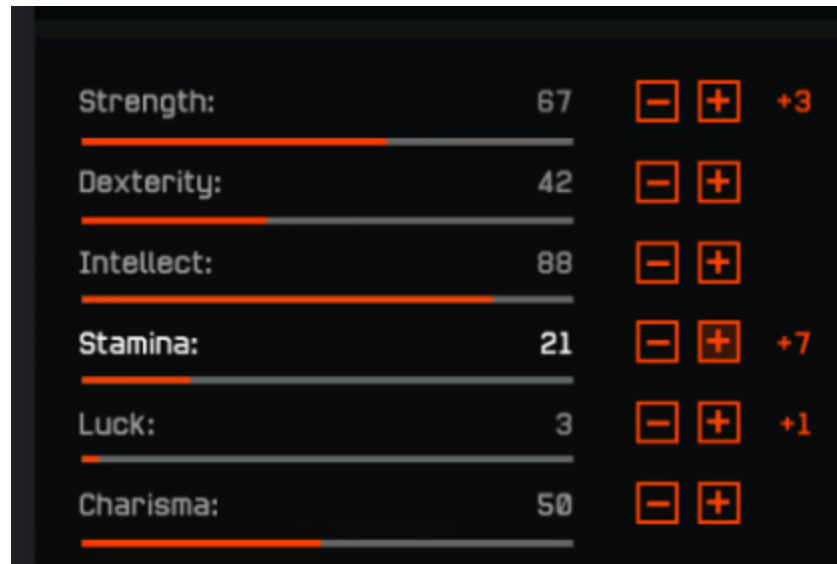 Strength: 67 - + +3
Dexterity: 42 - +
Intellect: 88 - +
Stamina: 21 - + +7
Luck: 3 - + +1
Charisma: 50 - +